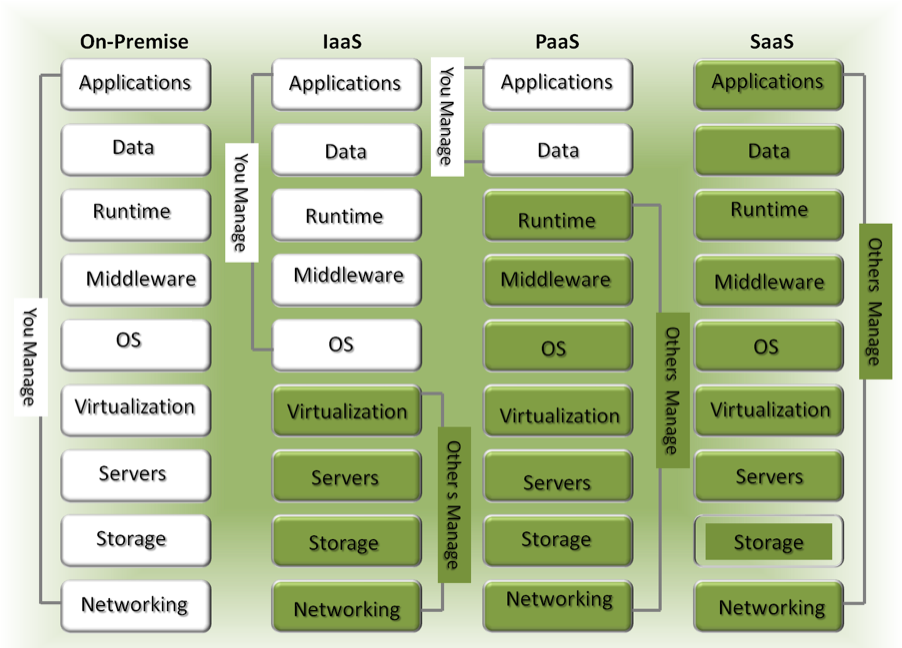 On-Premise
Applications
Data
Runtime
Middleware
OS
Virtualization
Servers
Storage
Networking
You Manage
IaaS
Applications
Data
Runtime
Middleware
OS
Virtualization
Servers
Storage
Networking
You Manage
Other s Manage
PaaS
Applications
Data
Runtime
Middleware
OS
Virtualization
Servers
Storage
Networking
You Manage
Others Manage
SaaS
Applications
Data
Runtime
Middleware
OS
Virtualization
Servers
Storage
Networking
Others Manage